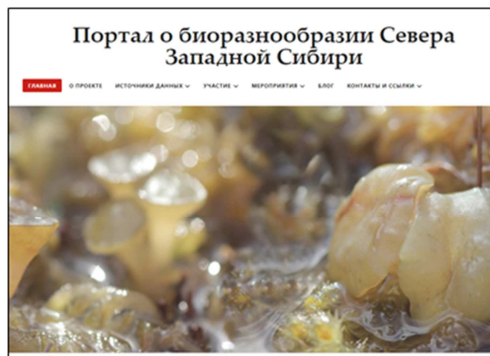 Портал о биоразнообразии Севера
Западной Сибири
ГЛАВНАЯ О ПРОЕКТЕ ИСТОЧНИКИ ДАННЫХ УЧАСТИЕ МЕРОПРИЯТИЯ БЛОГ КОНТАКТЫ И ССЫЛКИ